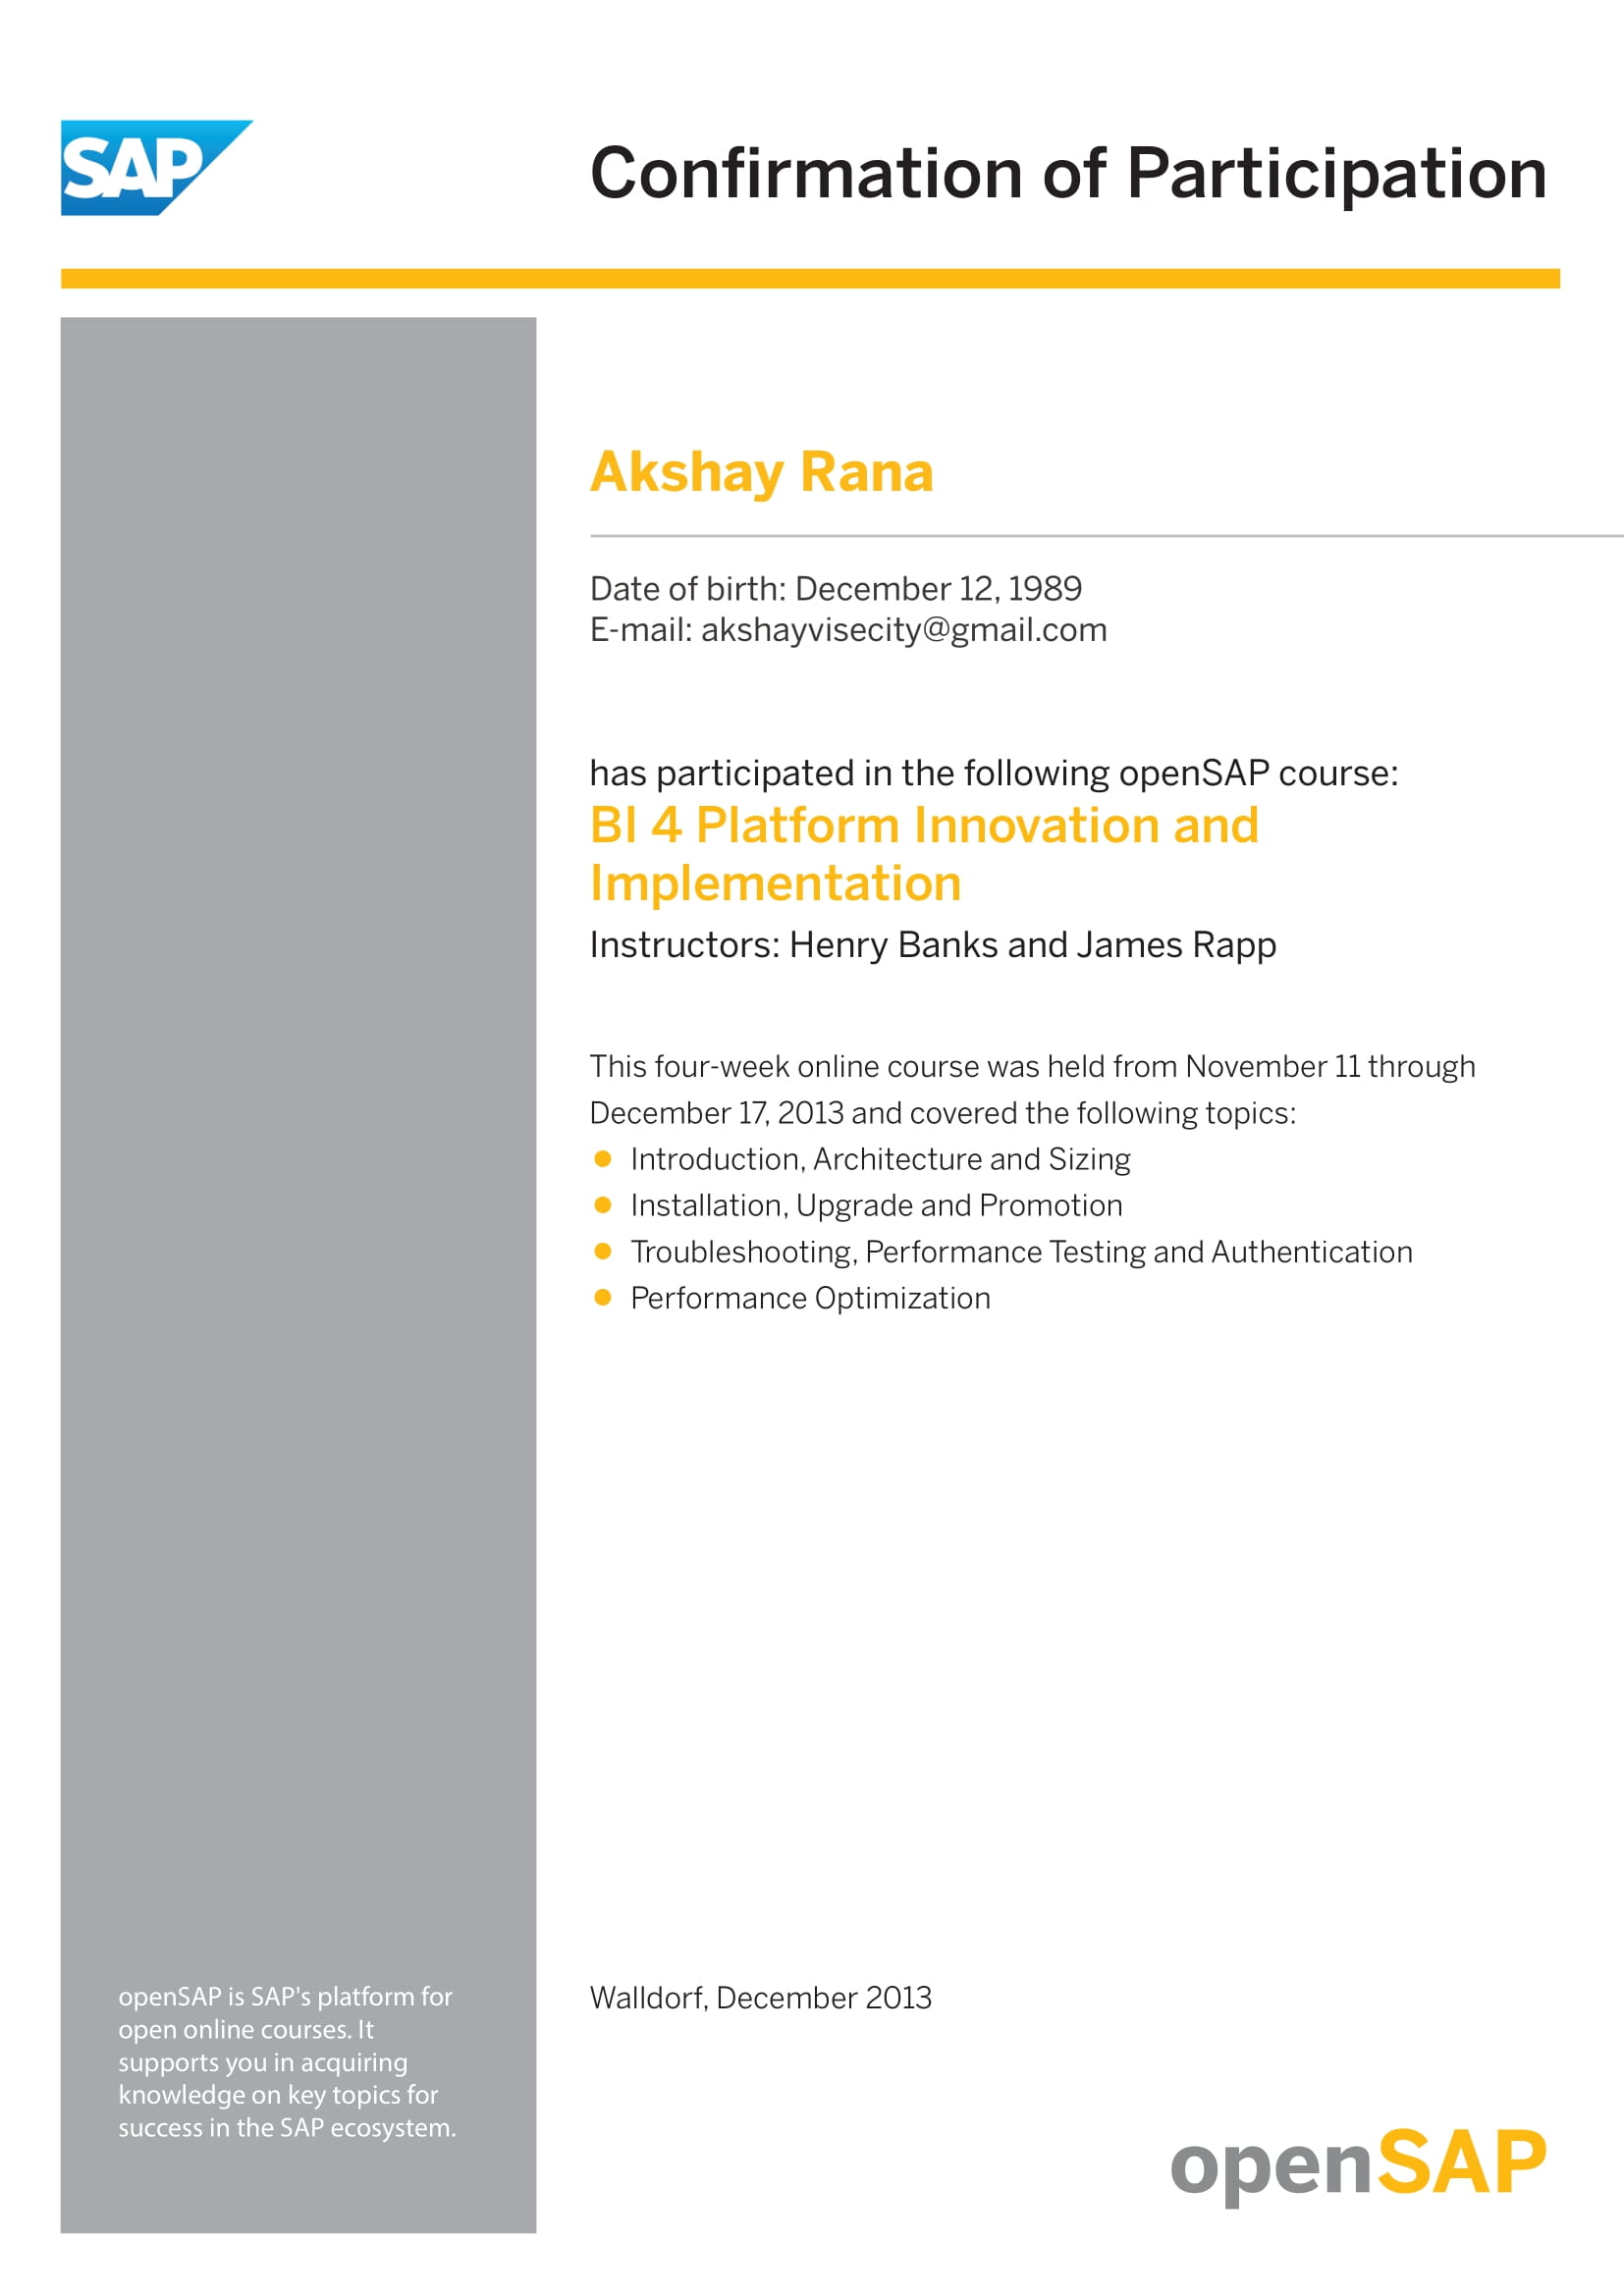 SAP
Confirmation of Participation
Akshay Rana
Date of birth: December 12, 1989
E-mail: akshayvisecity@gmail.com
has participated in the following openSAP course:
BI 4 Platform Innovation and
Implementation
Instructors: Henry Banks and James Rapp
This four-week online course was held from November 11 through
December 17, 2013 and covered the following topics:
Introduction, Architecture and Sizing
Installation, Upgrade and Promotion
Troubleshooting, Performance Testing and Authentication
Performance Optimization
openSAP is SAP's platform for
open online courses. It
supports you in acquiring
knowledge on key topics for
success in the SAP ecosystem.
Walldorf, December 2013
openSAP